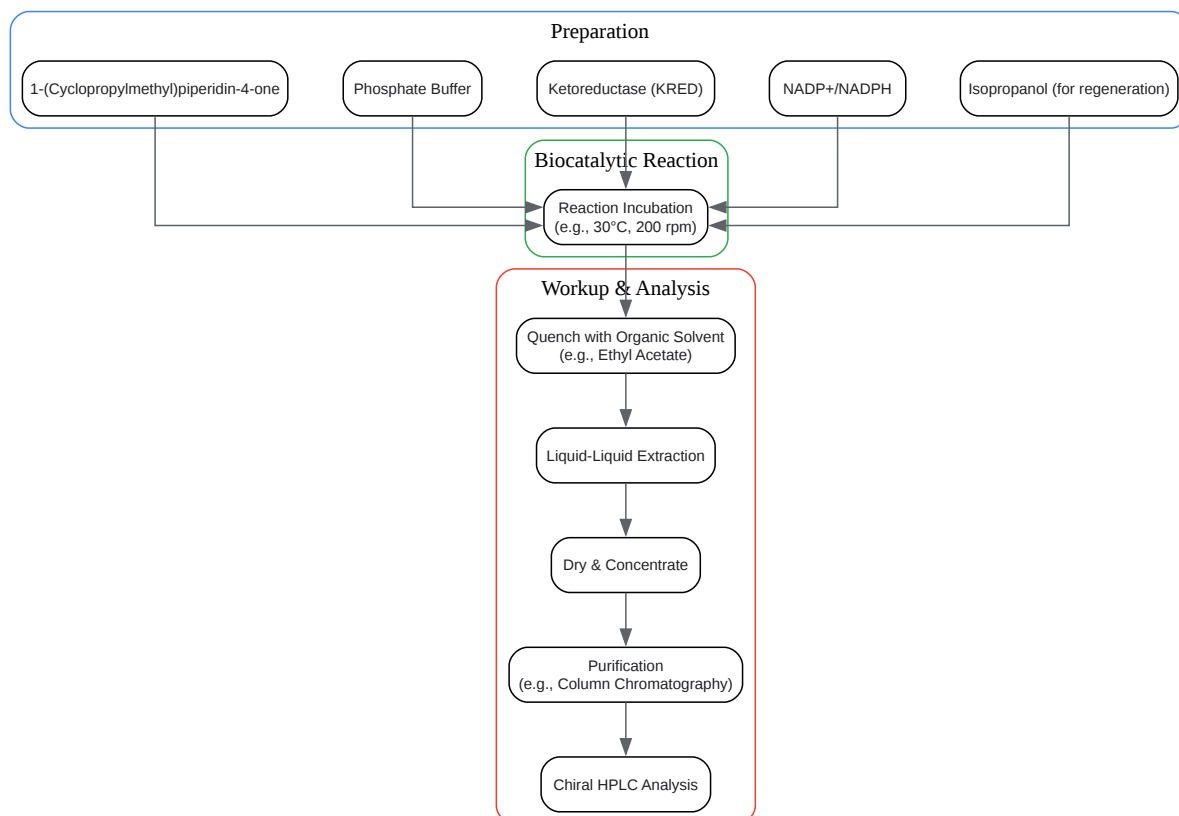 Preparation
1-(Cyclopropylmethyl)piperidin-4-one
Phosphate Buffer
Ketoreductase (KRED)
NADP+/NADPH
Isopropanol (for regeneration)
Biocatalytic Reaction
Reaction Incubation
(e.g., 30°C, 200 rpm)
Workup & Analysis
Quench with Organic Solvent
(e.g., Ethyl Acetate)
Liquid-Liquid Extraction
Dry & Concentrate
Purification
(e.g., Column Chromatography)
Chiral HPLC Analysis